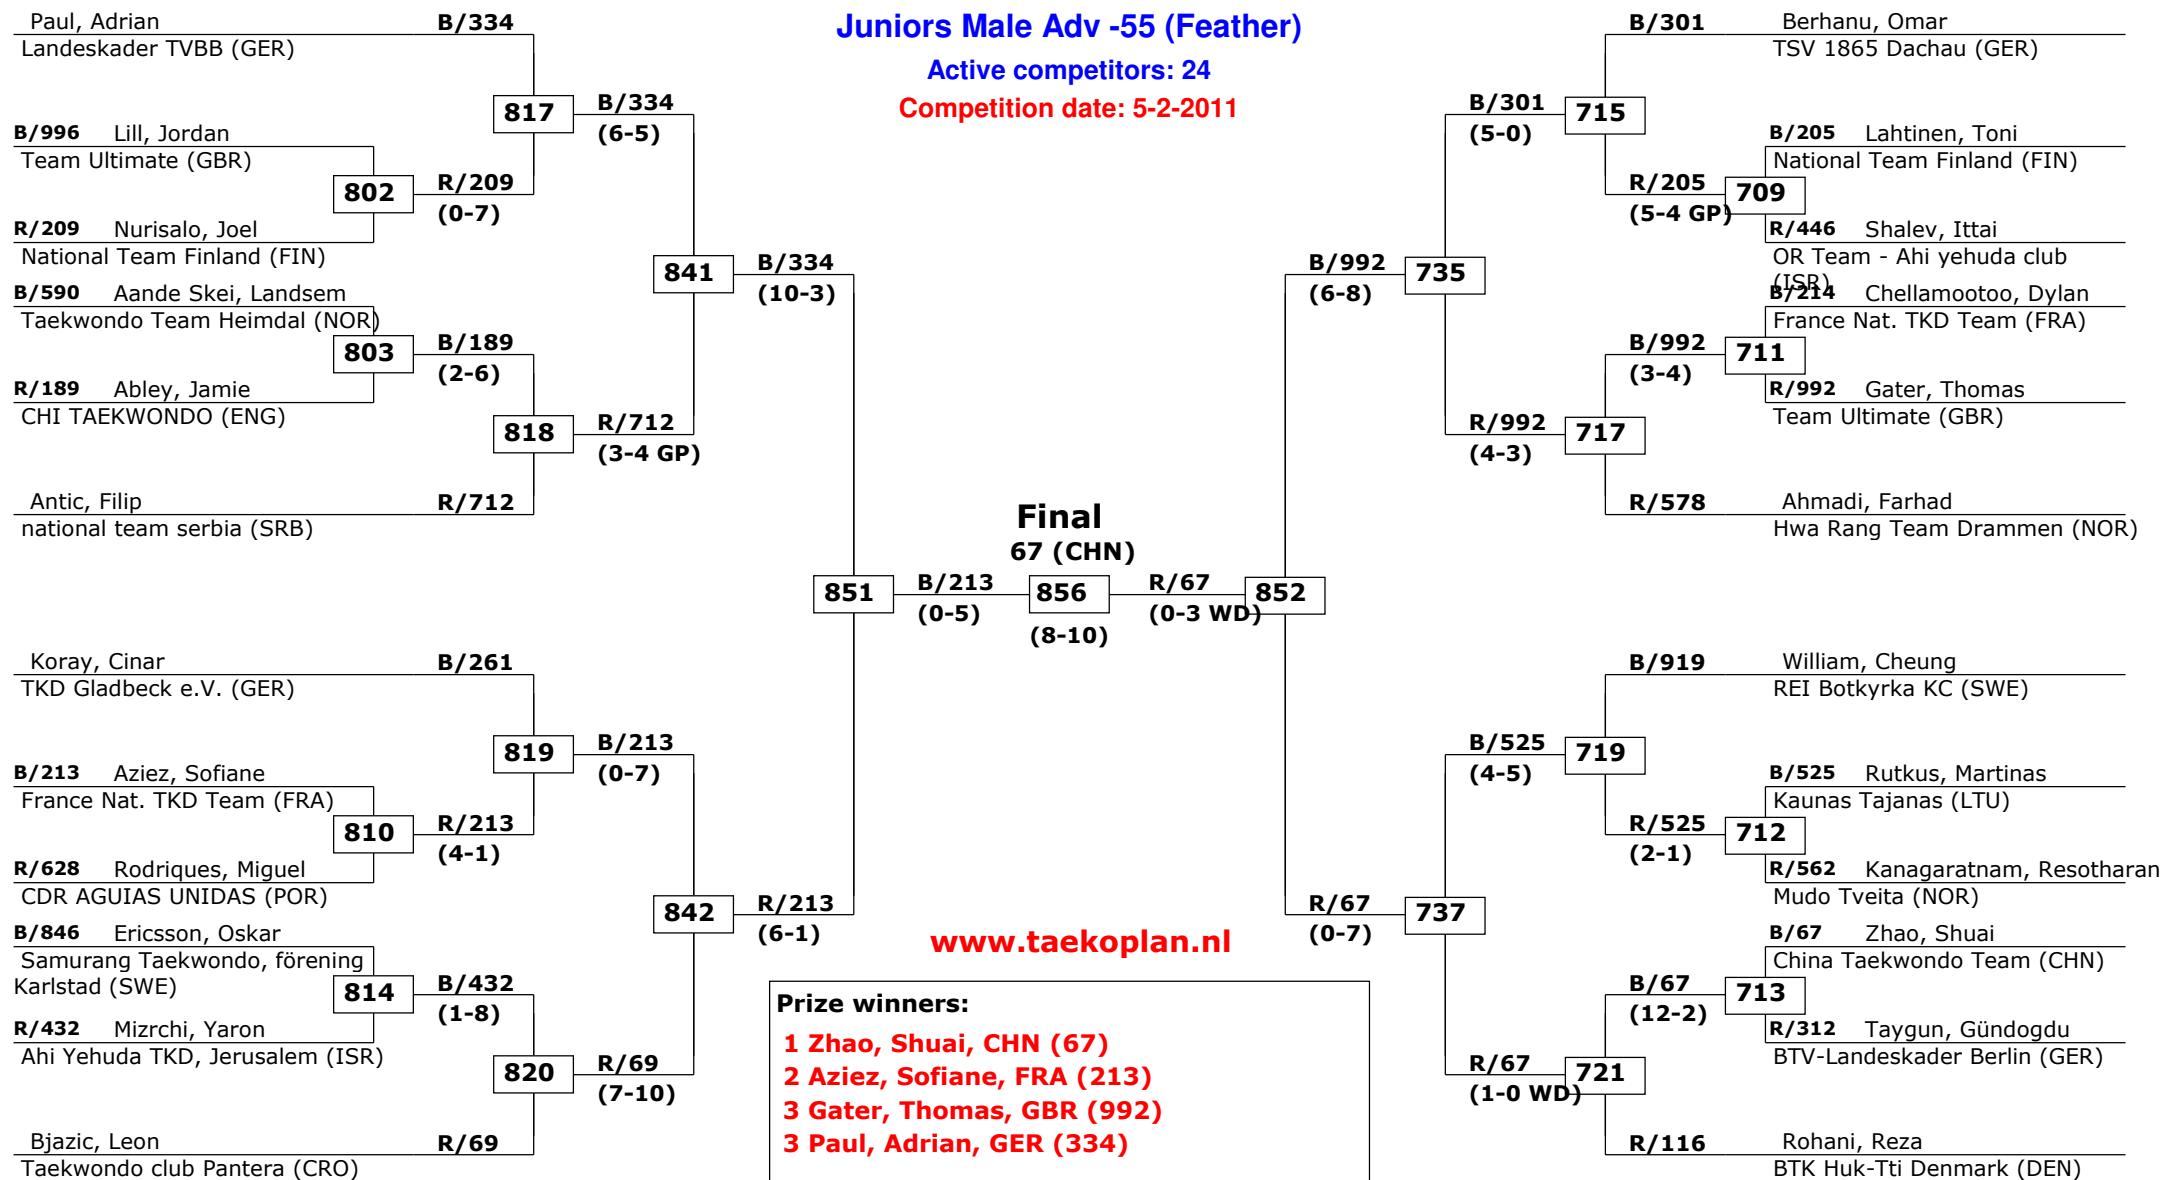 Juniors Male Adv -55 (Feather)
Active competitors: 24
Competition date: 5-2-2011
Paul, Adrian
B/334
Landeskader TVBB (GER)
817
B/334
(6-5)
B/996 Lill, Jordan
Team Ultimate (GBR)
802
R/209
(0-7)
R/209 Nurisalo, Joel
National Team Finland (FIN)
841
B/334
(10-3)
B/590 Aande Skei, Landsem
Taekwondo Team Heimdal (NOR)
803
B/189
(2-6)
R/189 Abley, Jamie
CHI TAEKWONDO (ENG)
818
R/712
(3-4 GP)
Antic, Filip
R/712
national team serbia (SRB)
851
B/213
(0-5)
Koray, Cinar
B/261
TKD Gladbeck e.V. (GER)
819
B/213
(0-7)
B/213 Aziez, Sofiane
France Nat. TKD Team (FRA)
810
R/213
(4-1)
R/628 Rodriques, Miguel
CDR AGUIAS UNIDAS (POR)
842
R/213
(6-1)
B/846 Ericsson, Oskar
Samurang Taekwondo, förening
Karlstad (SWE)
814
B/432
(1-8)
R/432 Mizrchi, Yaron
Ahi Yehuda TKD, Jerusalem (ISR)
820
R/69
(7-10)
Bjazic, Leon
R/69
Taekwondo club Pantera (CRO)
Final
67 (CHN)
856
(8-10)
B/301
Berhanu, Omar
TSV 1865 Dachau (GER)
B/301
(5-0)
715
B/205 Lahtinen, Toni
National Team Finland (FIN)
R/205
(5-4 GP)
709
R/446 Shalev, Ittai
OR Team - Ahi yehuda club
(ISR)
B/992
(6-8)
735
B/214 Chellamootoo, Dylan
France Nat. TKD Team (FRA)
B/992
(3-4)
711
R/992 Gater, Thomas
Team Ultimate (GBR)
R/992
(4-3)
717
R/578
Ahmadi, Farhad
Hwa Rang Team Drammen (NOR)
R/67
(0-3 WD)
852
B/919
William, Cheung
REI Botkyrka KC (SWE)
B/525
(4-5)
719
B/525 Rutkus, Martinas
Kaunas Tajanas (LTU)
R/525
(2-1)
712
R/562 Kanagaratnam, Resotharan
Mudo Tveita (NOR)
R/67
(0-7)
737
B/67 Zhao, Shuai
China Taekwondo Team (CHN)
B/67
(12-2)
713
R/312 Taygun, Gündogdu
BTV-Landeskader Berlin (GER)
R/67
(1-0 WD)
721
R/116
Rohani, Reza
BTK Huk-Tti Denmark (DEN)
www.taekoplan.nl
Prize winners:
1 Zhao, Shuai, CHN (67)
2 Aziez, Sofiane, FRA (213)
3 Gater, Thomas, GBR (992)
3 Paul, Adrian, GER (334)